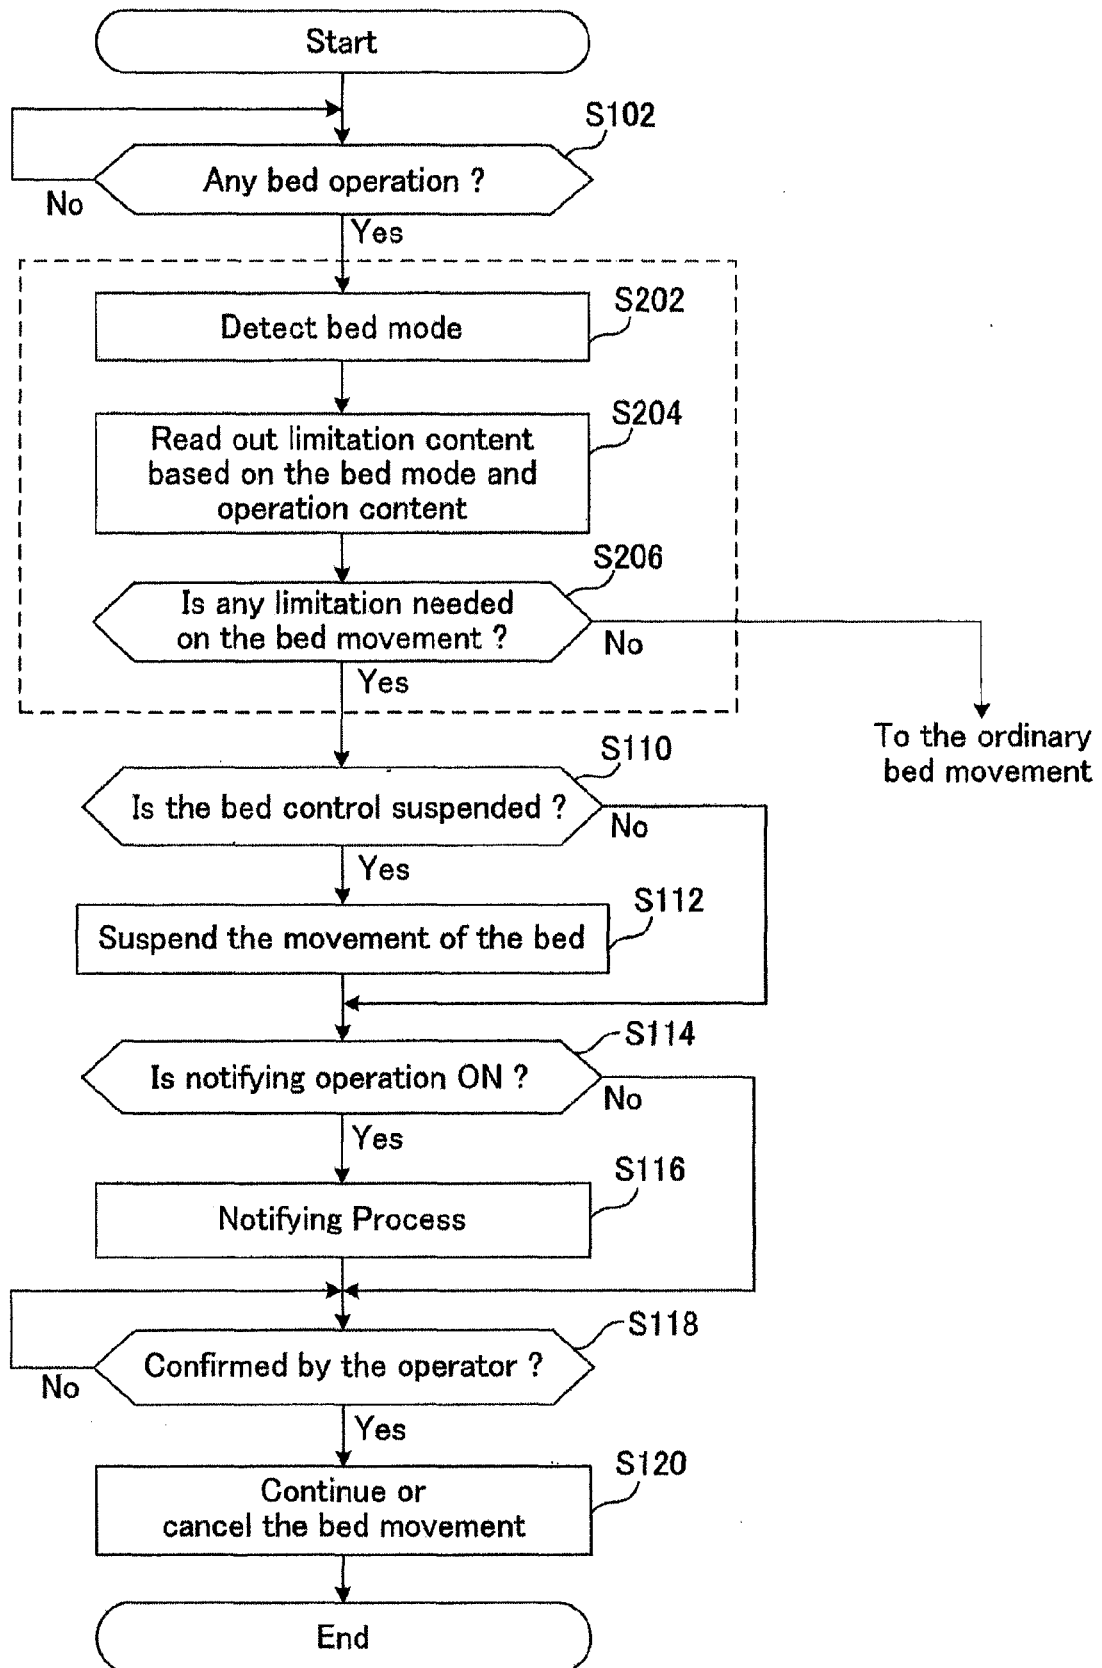 Start
S102
Any bed operation ?
No
Yes
S202
Detect bed mode
S204
Read out limitation content
based on the bed mode and
operation content
S206
Is any limitation needed
on the bed movement ?
No
Yes
To the ordinary
bed movement
S110
Is the bed control suspended ?
No
Yes
S112
Suspend the movement of the bed
S114
Is notifying operation ON ?
No
Yes
S116
Notifying Process
S118
Confirmed by the operator ?
No
Yes
S120
Continue or
cancel the bed movement
End